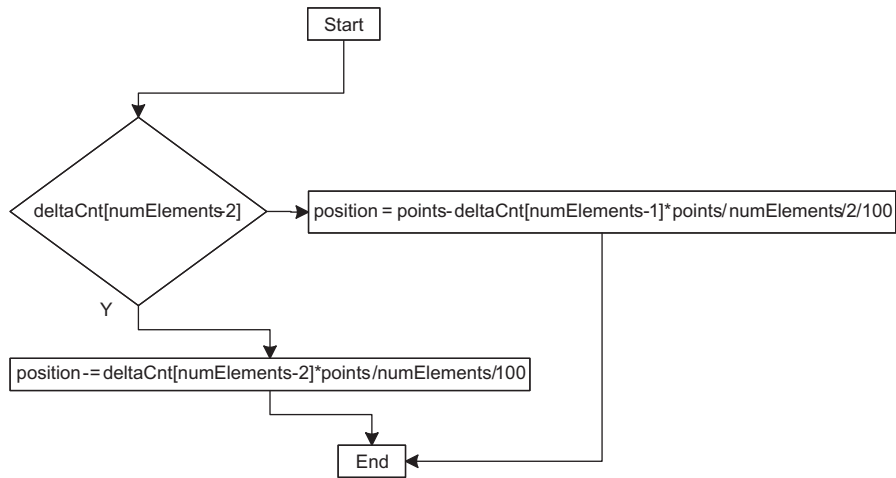 Start
deltaCnt[numElements-2]
position = points-deltaCnt[numElements-1]*points/numElements/2/100
Y
position-=deltaCnt[numElements-2]*points/numElements/100
End